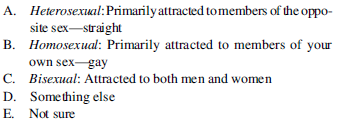 A. Heterosexual: Primarily attracted to members of the oppo-
site sex—straight
B. Homosexual: Primarily attracted to members of your
own sex—gay
C. Bisexual: Attracted to both men and women
D. Something else
E. Not sure